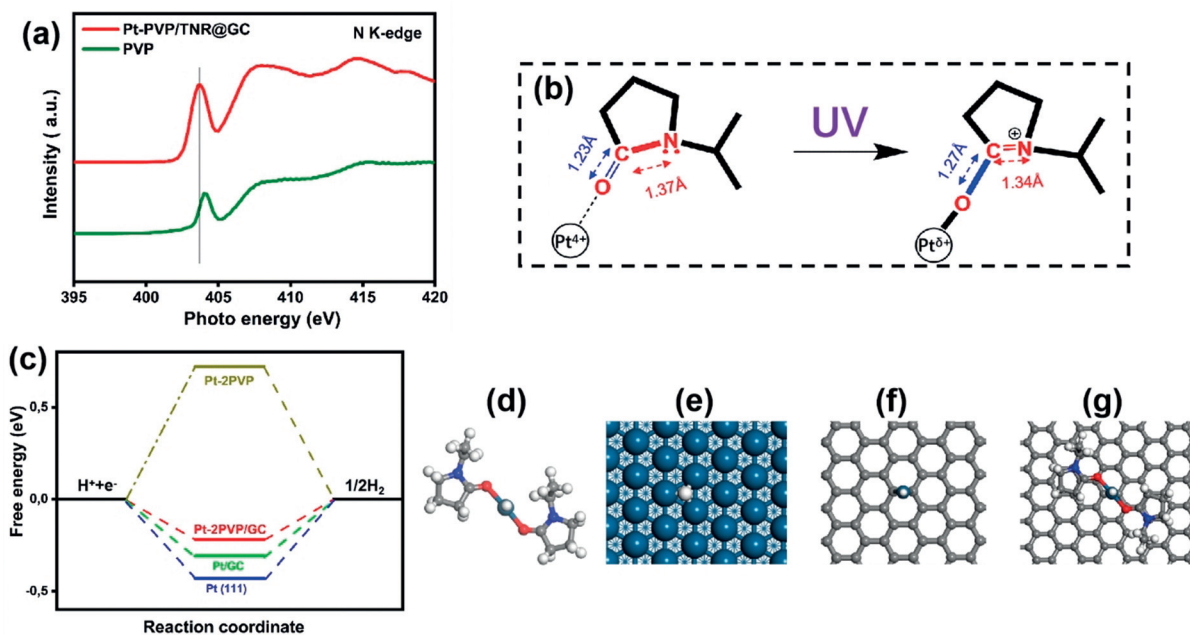 (a)
Pt-PVP/TNR@GC
PVP
N K-edge
Intensity ( a.u.)
395 400 405 410 415 420
Photo energy (eV)
(b)
1.23Å
C
N
O
1.37Å
Pt4+
UV
1.27Å
C=N
+
O
1.34Å
Ptδ+
(c)
Free energy (eV)
0,5
0,0
-0,5
Pt-2PVP
H++e-
1/2H2
Pt-2PVP/GC
Pt/GC
Pt (111)
Reaction coordinate
(d)
(e)
(f)
(g)